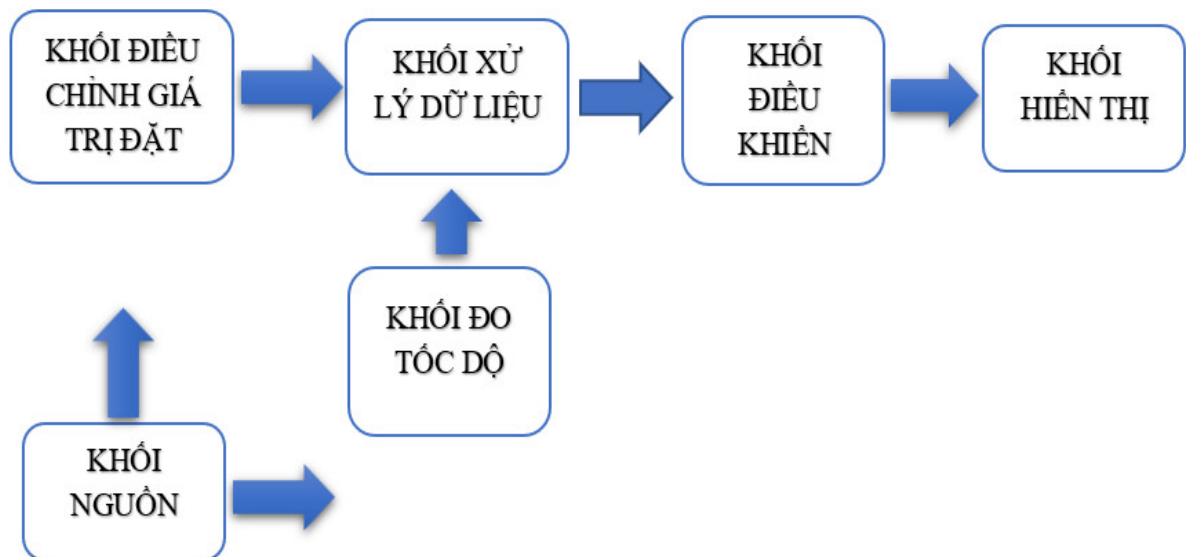 KHỐI ĐIỀU
CHỈNH GIÁ
TRỊ ĐẶT
KHỐI XỬ
LÝ DỮ LIỆU
KHỐI
ĐIỀU
KHIỂN
KHỐI
HIỂN THỊ
KHỐI ĐO
TỐC DỘ
KHỐI
NGUỒN